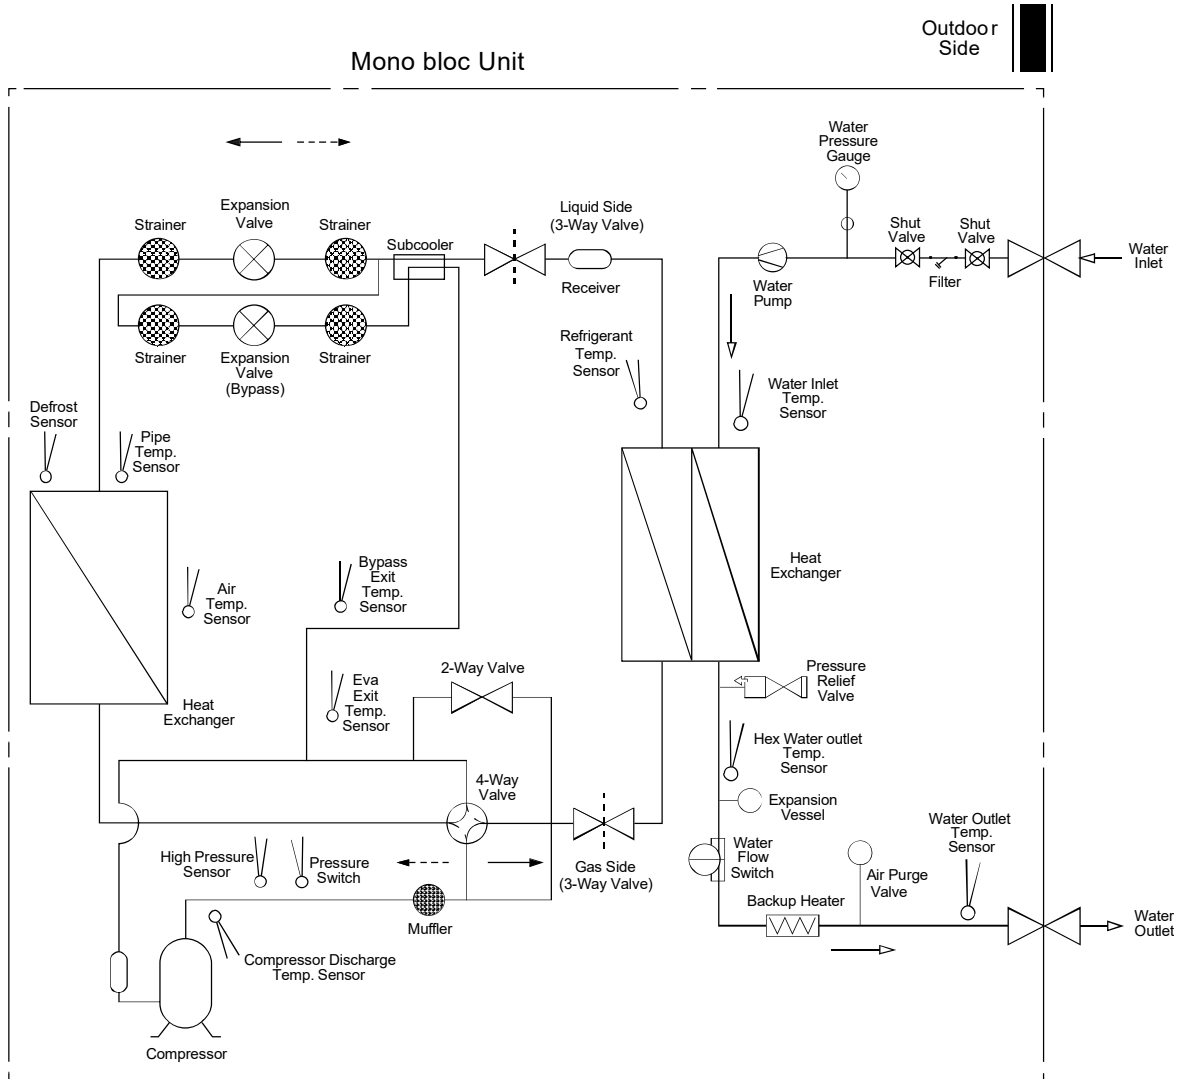 Outdoor
Side
Mono bloc Unit
Water
Pressure
Gauge
Expansion
Valve
Strainer
Strainer
Subcooler
Liquid Side
(3-Way Valve)
Receiver
Shut
Valve
Shut
Valve
Filter
Water
Inlet
Water
Pump
Strainer
Expansion
Valve
(Bypass)
Strainer
Refrigerant
Temp.
Sensor
Water Inlet
Temp.
Sensor
Defrost
Sensor
Pipe
Temp.
Sensor
Air
Temp.
Sensor
Bypass
Exit
Temp.
Sensor
Heat
Exchanger
Heat
Exchanger
Eva
Exit
Temp.
Sensor
2-Way Valve
Pressure
Relief
Valve
Hex Water outlet
Temp.
Sensor
4-Way
Valve
Expansion
Vessel
High Pressure
Sensor
Pressure
Switch
Gas Side
(3-Way Valve)
Water
Flow
Switch
Air Purge
Valve
Water Outlet
Temp.
Sensor
Backup Heater
Water
Outlet
Muffler
Compressor Discharge
Temp. Sensor
Compressor